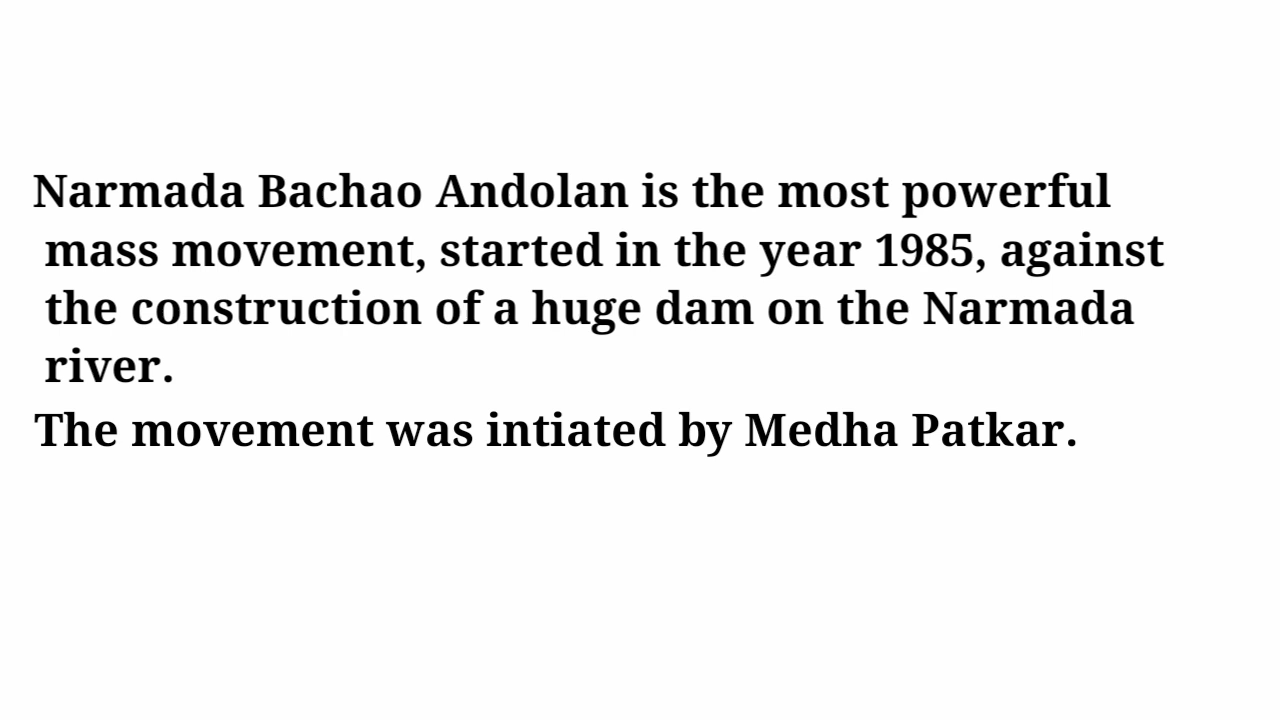 Narmada Bachao Andolan is the most powerful
mass movement, started in the year 1985, against
the construction of a huge dam on the Narmada
river.
The movement was intiated by Medha Patkar.